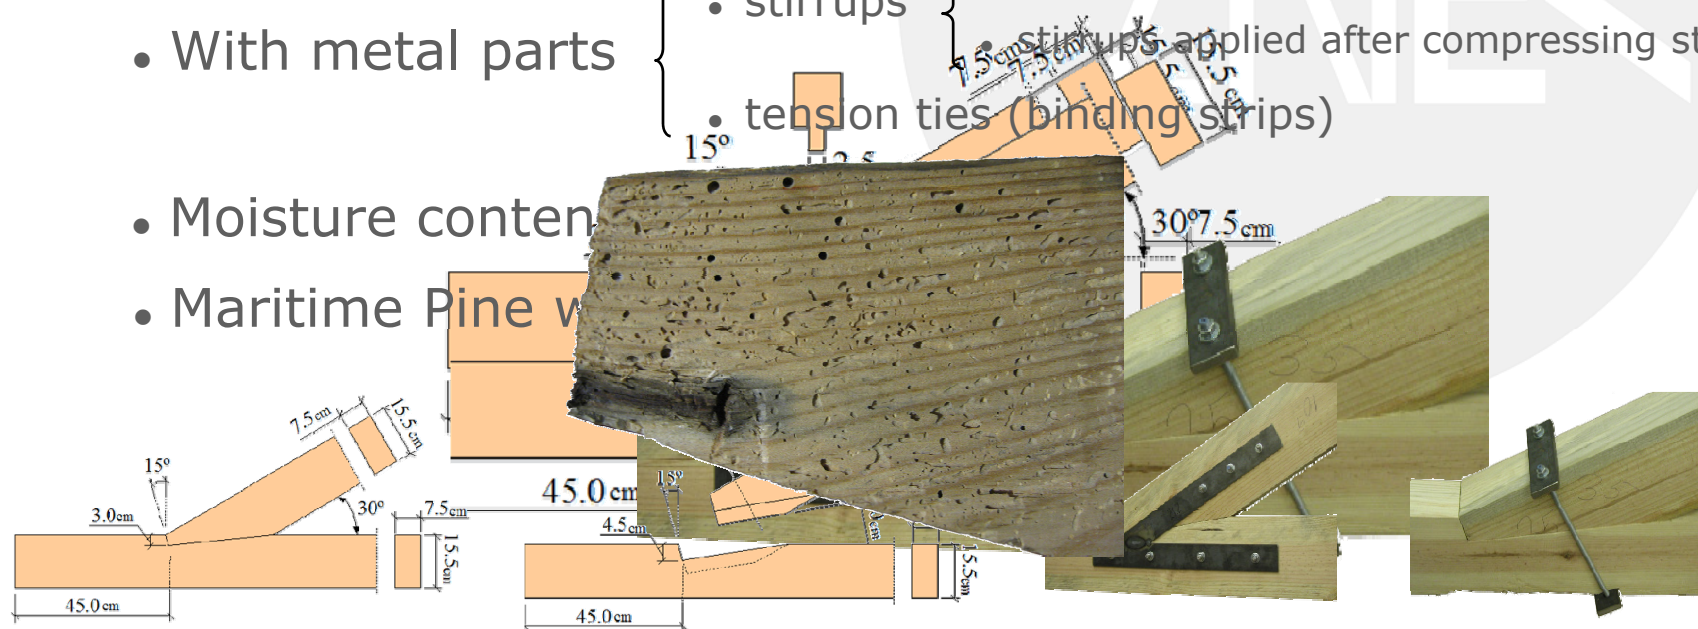 • stirrups
• With metal parts
• stirrups applied after compressing
7.5cm
7.5cm
5.5cm
• tension ties (binding strips)
15º
• Moisture
30º
7.5cm
• Maritime Pine
7.5cm
15.5cm
15º
30º
3.0cm
7.5cm
15.5cm
45.0cm
45.0cm
15º
4.5cm
15.5cm
45.0cm